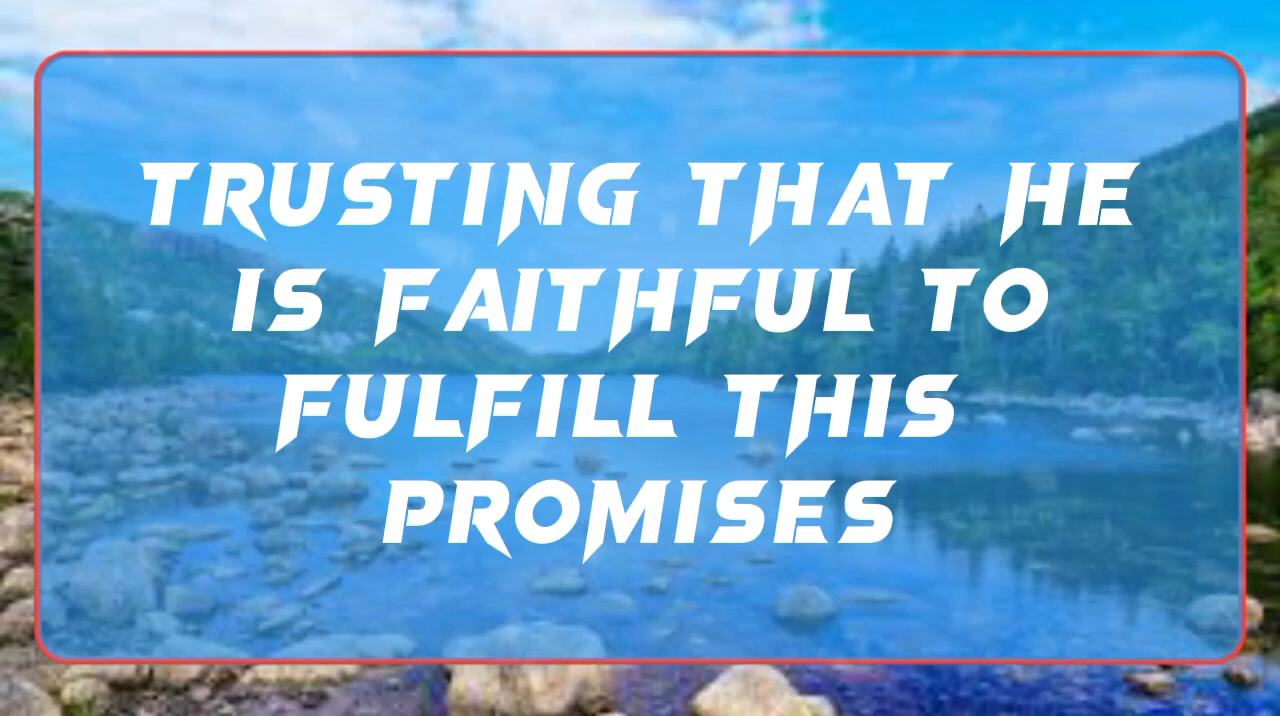 TRUSTING THAT HE
IS FAITHFUL TO
FULFILL THIS
PROMISES